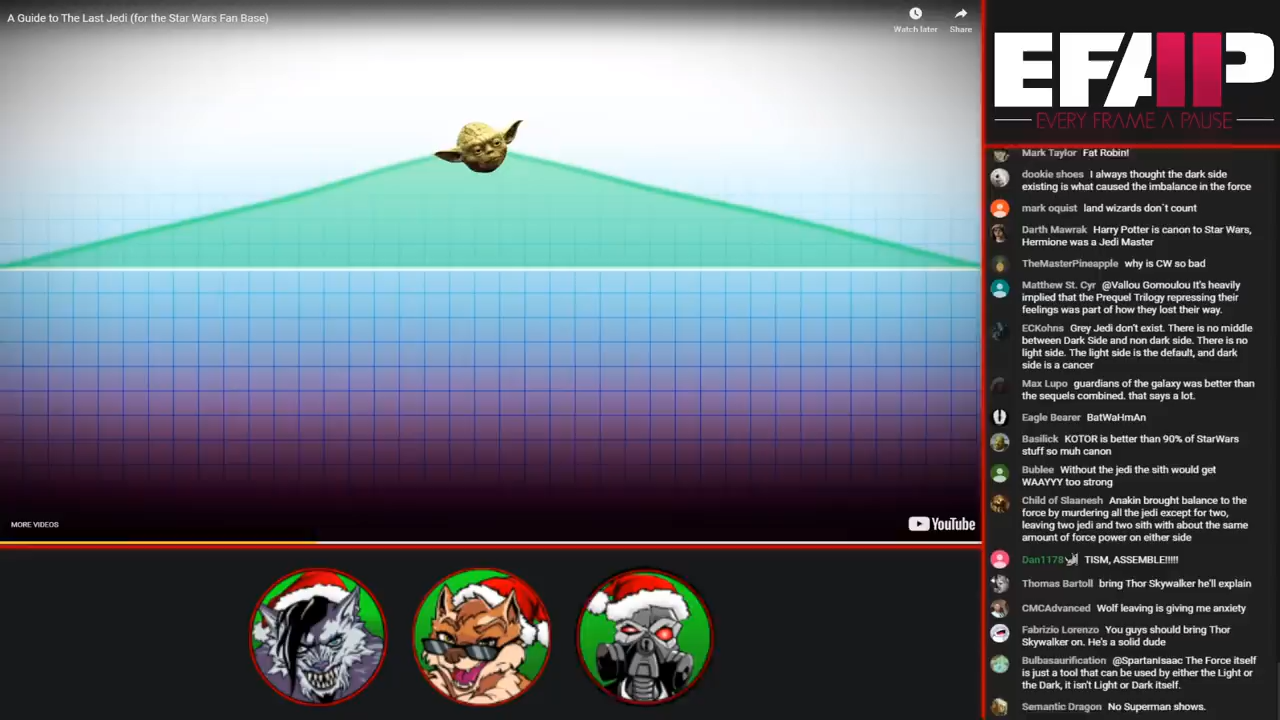 A Guide to The Last Jedi (for the Star Wars Fan Base)
Watch later
Share
MORE VIDEOS
YouTube
EFAP
EVERY FRAME A PAUSE
Mark Taylor Fat Robin!
dookie shoes I always thought the dark side
existing is what caused the imbalance in the force
mark oquist land wizards don`t count
Darth Mawrak Harry Potter is canon to Star Wars,
Hermione was a Jedi Master
TheMasterPineapple why is CW so bad
Matthew St. Cyr @Vallou Gomoulou It's heavily
implied that the Prequel Trilogy repressing their
feelings was part of how they lost their way.
ECKohns Grey Jedi don't exist. There is no middle
between Dark Side and non dark side. There is no
light side. The light side is the default, and dark
side is a cancer
Max Lupo guardians of the galaxy was better than
the sequels combined. that says a lot.
Eagle Bearer BatWaHmAn
Basilick KOTOR is better than 90% of StarWars
stuff so muh canon
Bublee Without the jedi the sith would get
WAAYYY too strong
Child of Slaanesh Anakin brought balance to the
force by murdering all the jedi except for two,
leaving two jedi and two sith with about the same
amount of force power on either side
Dan1178 TISM, ASSEMBLE!!!!!
Thomas Bartoll bring Thor Skywalker he'll explain
CMCAdvanced Wolf leaving is giving me anxiety
Fabrizio Lorenzo You guys should bring Thor
Skywalker on. He's a solid dude
Bulbasaurification @SpartanIsaac The Force itself
is just a tool that can be used by either the Light or
the Dark, it isn't Light or Dark itself.
Semantic Dragon No Superman shows.